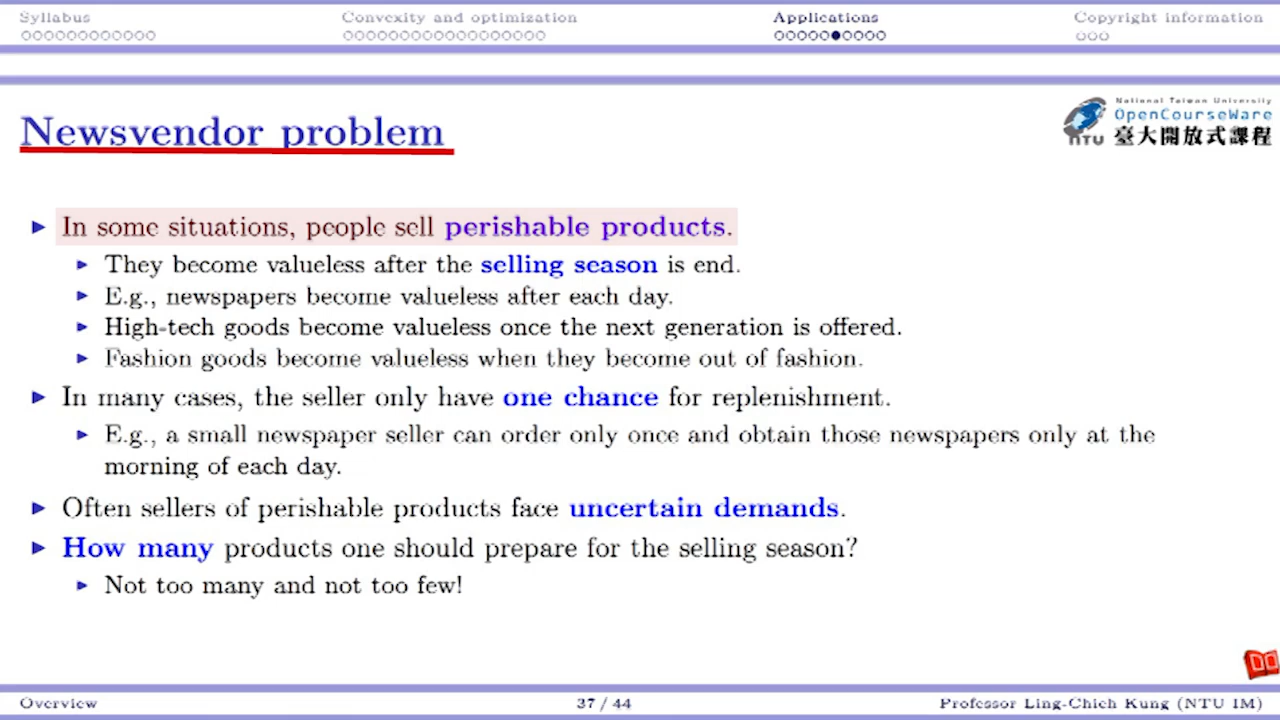 Syllabus Convexity and optimization Applications Copyright information
Newsvendor problem
National Taiwan University
OpenCourseWare
NTU 臺大開放式課程
In some situations, people sell perishable products.
They become valueless after the selling season is end.
E.g., newspapers become valueless after each day.
High-tech goods become valueless once the next generation is offered.
Fashion goods become valueless when they become out of fashion.
In many cases, the seller only have one chance for replenishment.
E.g., a small newspaper seller can order only once and obtain those newspapers only at the
morning of each day.
Often sellers of perishable products face uncertain demands.
How many products one should prepare for the selling season?
Not too many and not too few!
Overview 37 / 44 Professor Ling-Chieh Kung (NTU IM)